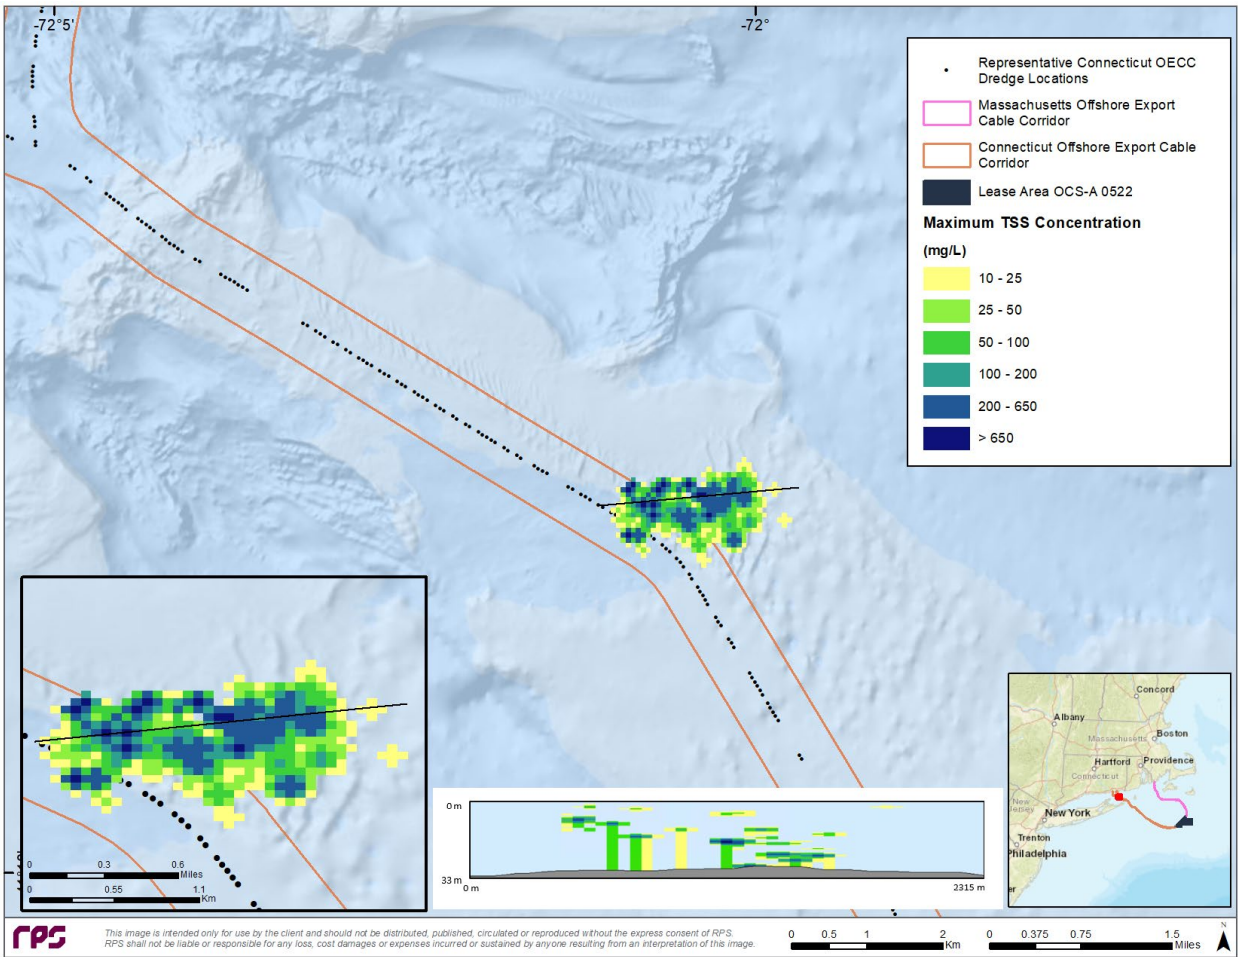 -72°5'
-72°
Representative Connecticut OECC
Dredge Locations
Massachusetts Offshore Export
Cable Corridor
Connecticut Offshore Export Cable
Corridor
Lease Area OCS-A 0522
Maximum TSS Concentration
(mg/L)
10 - 25
25 - 50
50 - 100
100 - 200
200 - 650
> 650
0 0.3 0.6
Miles
0 0.55 1.1
Km
0 m
33 m
0 m 2315 m
Concord
Albany
Massachusetts
Boston
Hartford
Providence
Connecticut
New
Jersey
New York
Trenton
Philadelphia
er
rps
This image is intended only for use by the client and should not be distributed, published, circulated or reproduced without the express consent of RPS.
RPS shall not be liable or responsible for any loss, cost damages or expenses incurred or sustained by anyone resulting from an interpretation of this image.
0 0.5 1 2
Km
0 0.375 0.75 1.5
Miles
N